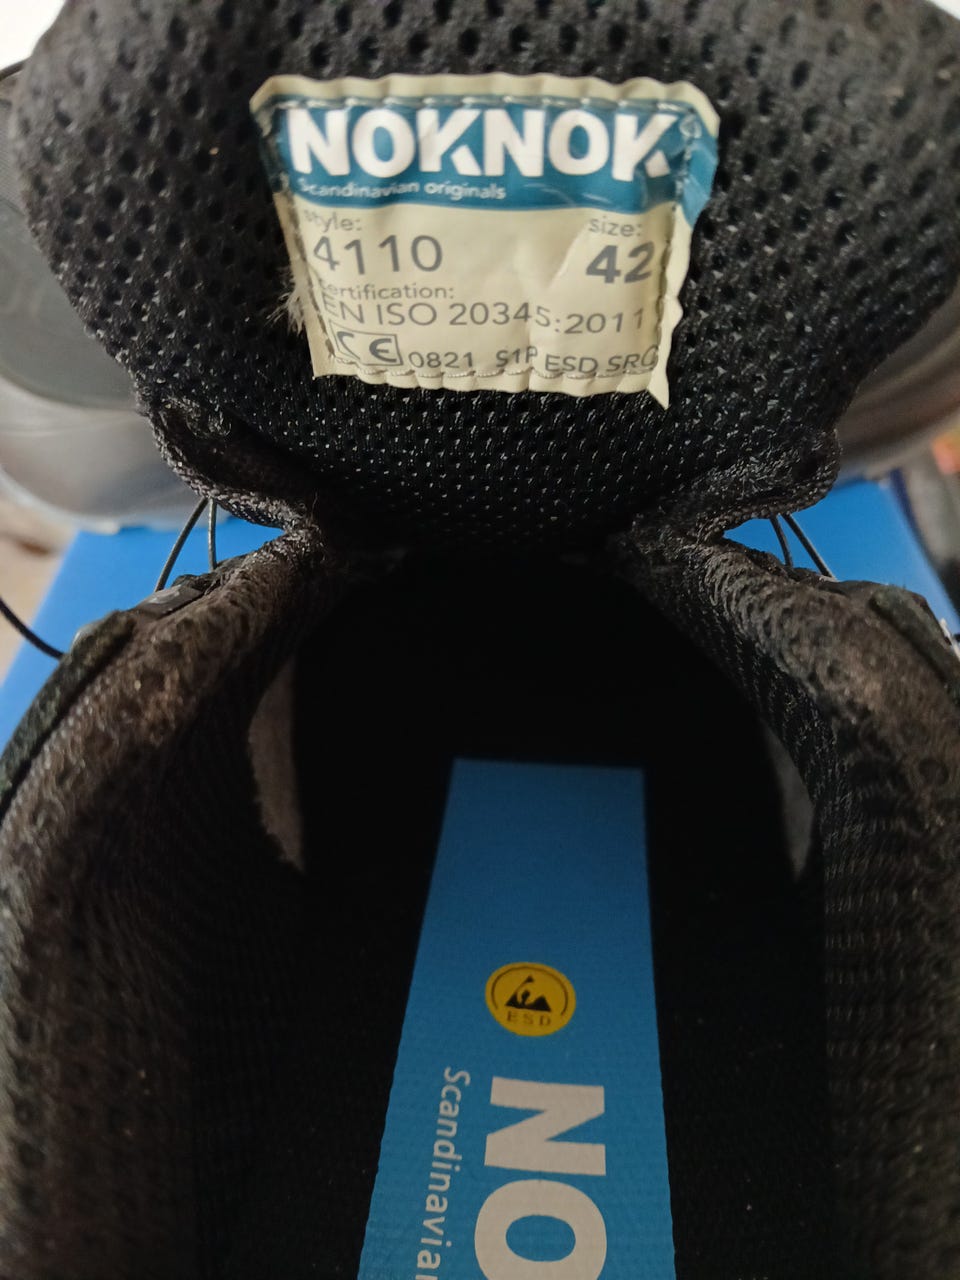 NOKNOK
Scandinavian originals
style: size:
4110 42
certification:
EN ISO 20345:2011
CE 0821 S1P ESD SRC
ESD
NO
Scandinavian